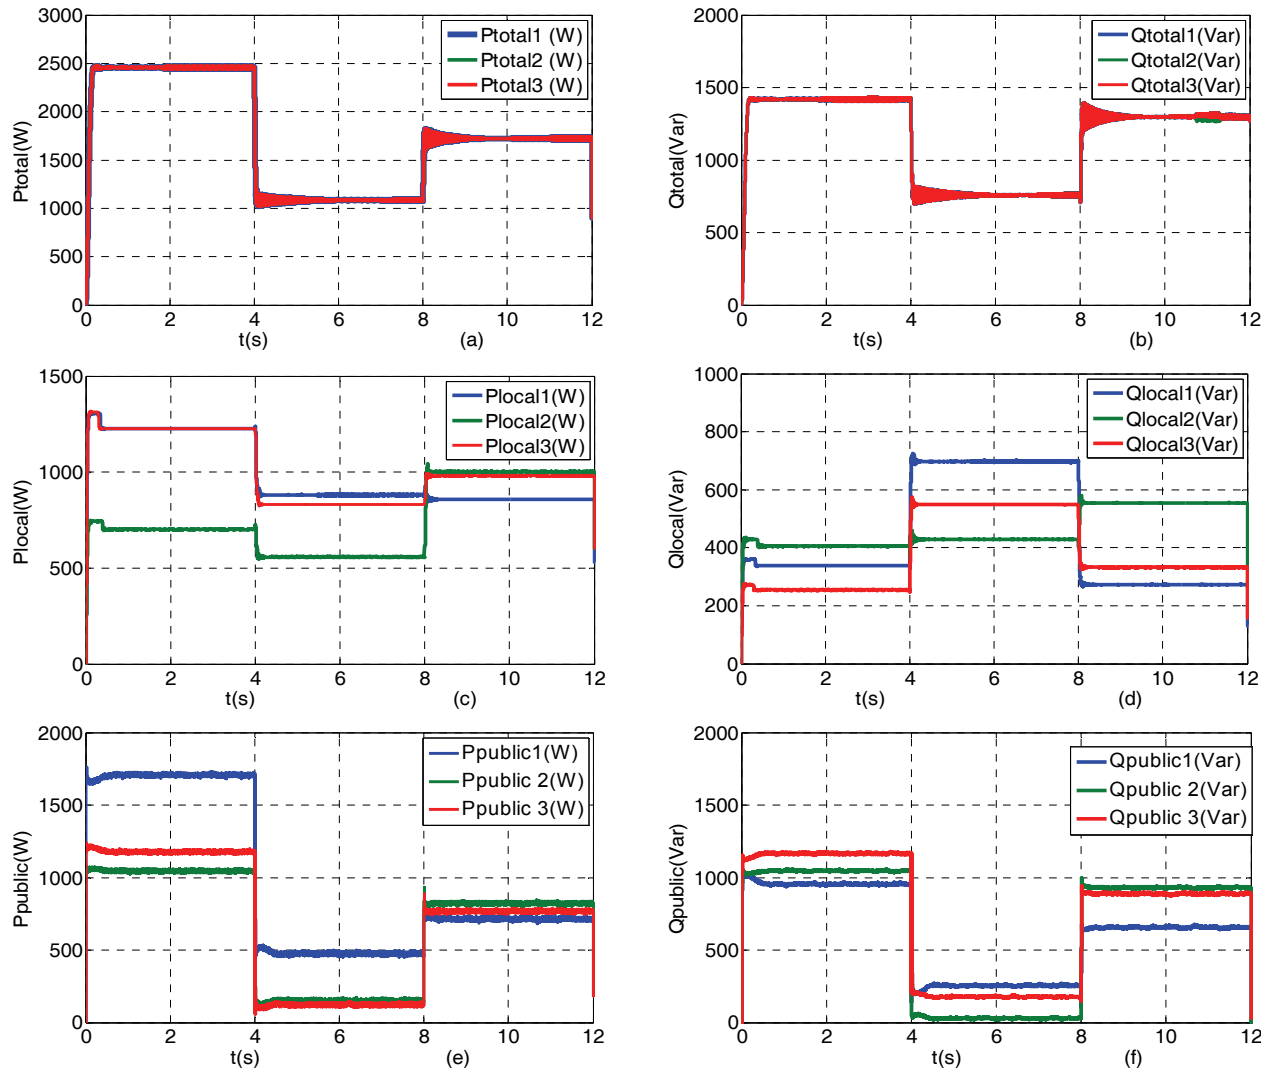 3000
2500
2000
1500
1000
500
0
Ptotal(W)
Ptotal1 (W)
Ptotal2 (W)
Ptotal3 (W)
0 2 4 6 8 10 12
t(s) (a)
2000
1500
1000
500
0
Qtotal(Var)
Qtotal1(Var)
Qtotal2(Var)
Qtotal3(Var)
0 2 4 6 8 10 12
t(s) (b)
1500
1000
500
0
Plocal(W)
Plocal1(W)
Plocal2(W)
Plocal3(W)
0 2 4 6 8 10 12
t(s) (c)
1000
800
600
400
200
0
Qlocal(Var)
Qlocal1(Var)
Qlocal2(Var)
Qlocal3(Var)
0 2 4 6 8 10 12
t(s) (d)
2000
1500
1000
500
0
Ppublic(W)
Ppublic1(W)
Ppublic 2(W)
Ppublic 3(W)
0 2 4 6 8 10 12
t(s) (e)
2000
1500
1000
500
0
Qpublic(Var)
Qpublic1(Var)
Qpublic 2(Var)
Qpublic 3(Var)
0 2 4 6 8 10 12
t(s) (f)